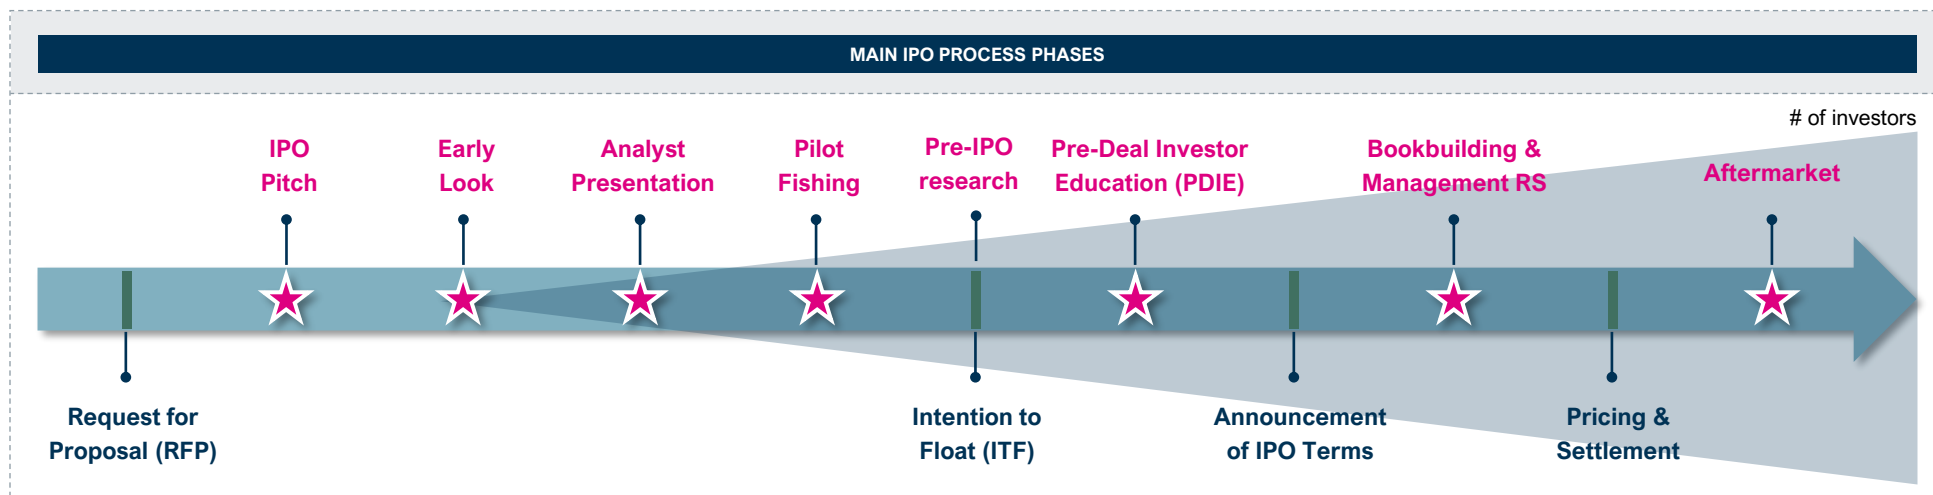 MAIN IPO PROCESS PHASES
# of investors
IPO
Pitch
Early
Look
Analyst
Presentation
Pilot
Fishing
Pre-IPO
research
Pre-Deal Investor
Education (PDIE)
Bookbuilding &
Management RS
Aftermarket
Request for
Proposal (RFP)
Intention to
Float (ITF)
Announcement
of IPO Terms
Pricing &
Settlement